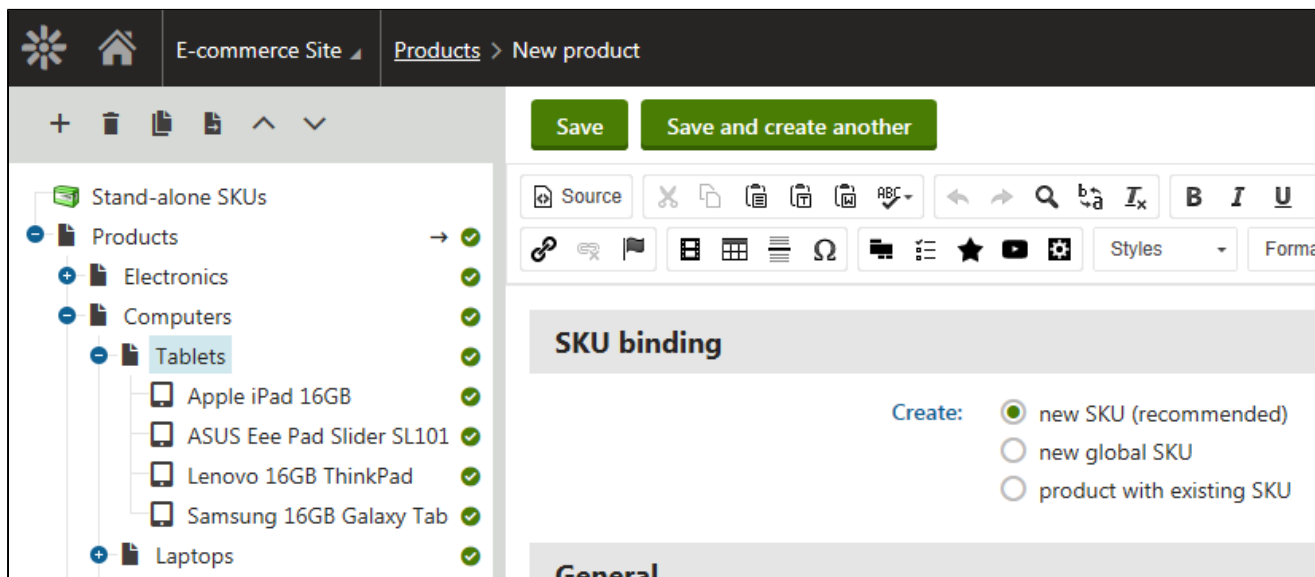 E-commerce Site
Products > New product
Save
Save and create another
Source
ABC
B I U
Styles
Forma
Stand-alone SKUs
Products
Electronics
Computers
Tablets
Apple iPad 16GB
ASUS Eee Pad Slider SL101
Lenovo 16GB ThinkPad
Samsung 16GB Galaxy Tab
Laptops
SKU binding
Create:
new SKU (recommended)
new global SKU
product with existing SKU
General